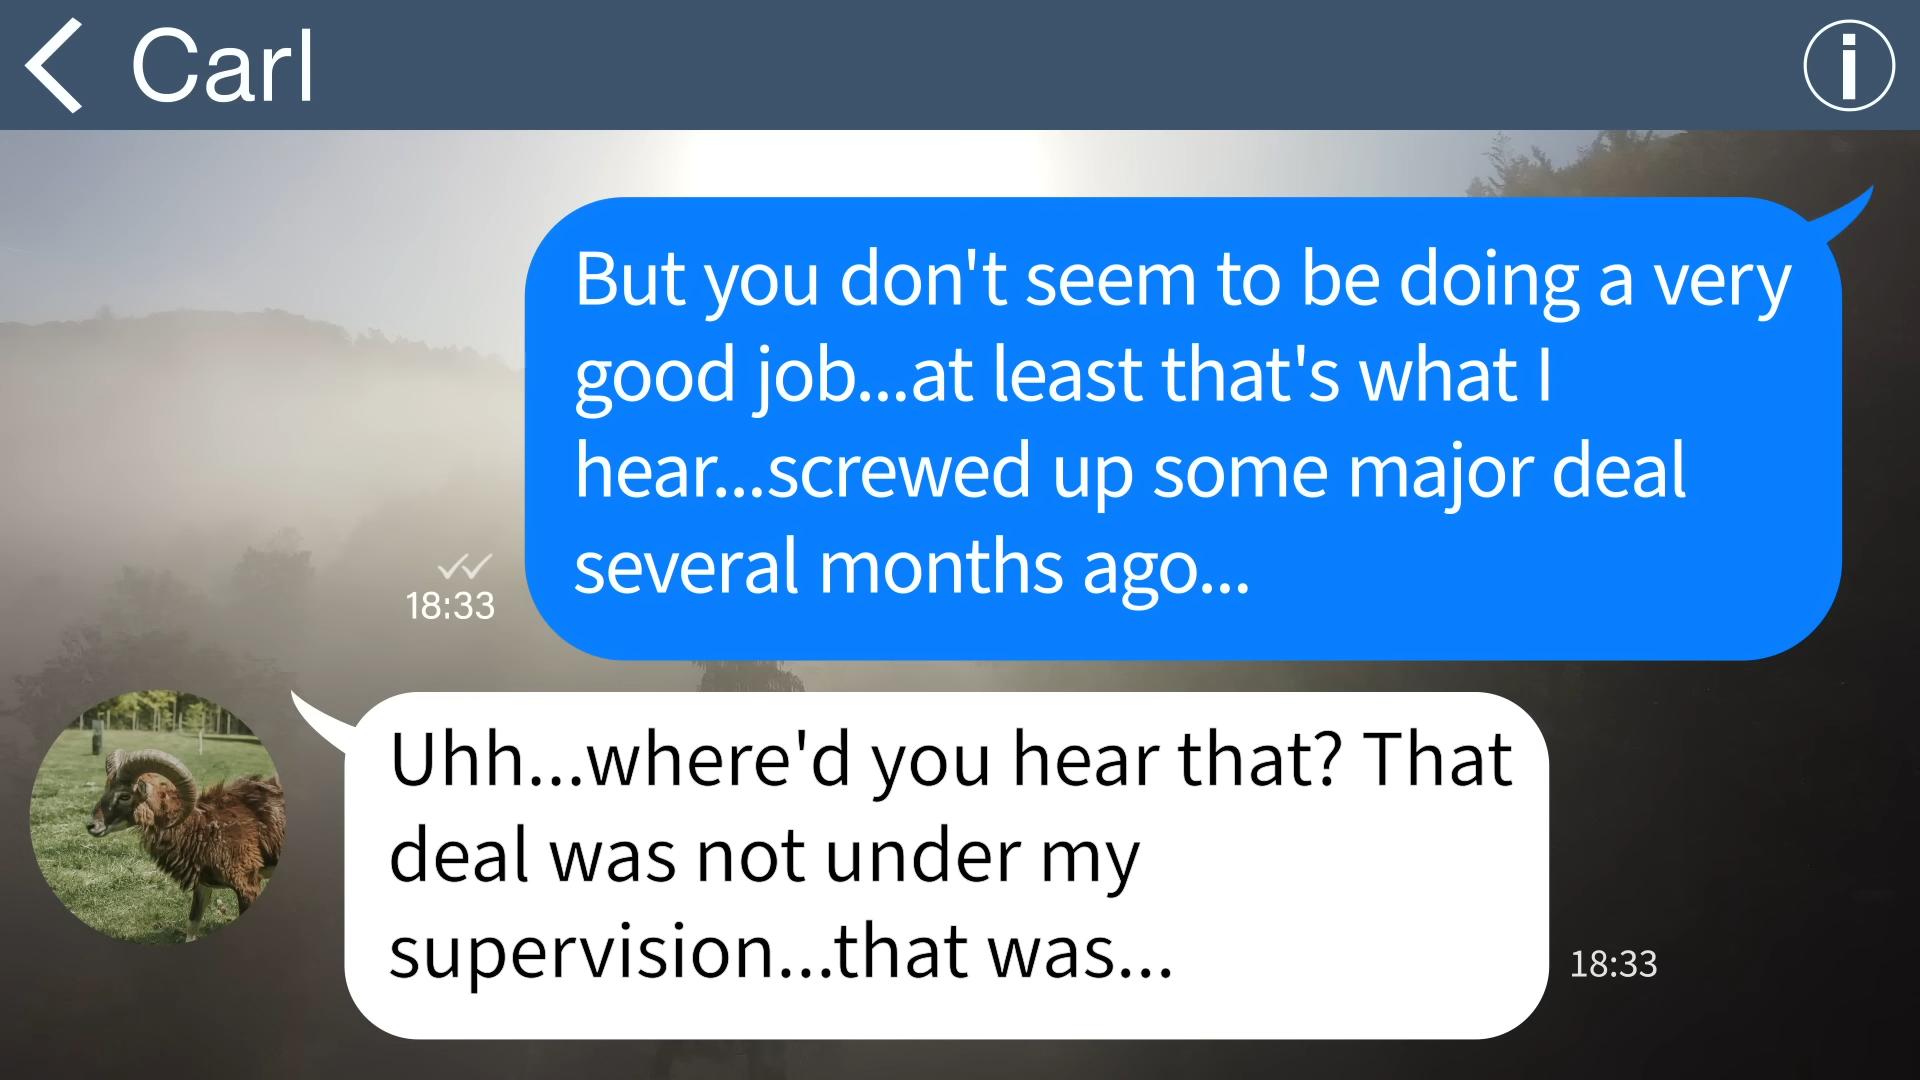 Carl
But you don't seem to be doing a very
good job...at least that's what I
hear...screwed up some major deal
several months ago...
18:33
Uhh...where'd you hear that? That
deal was not under my
supervision...that was...
18:33